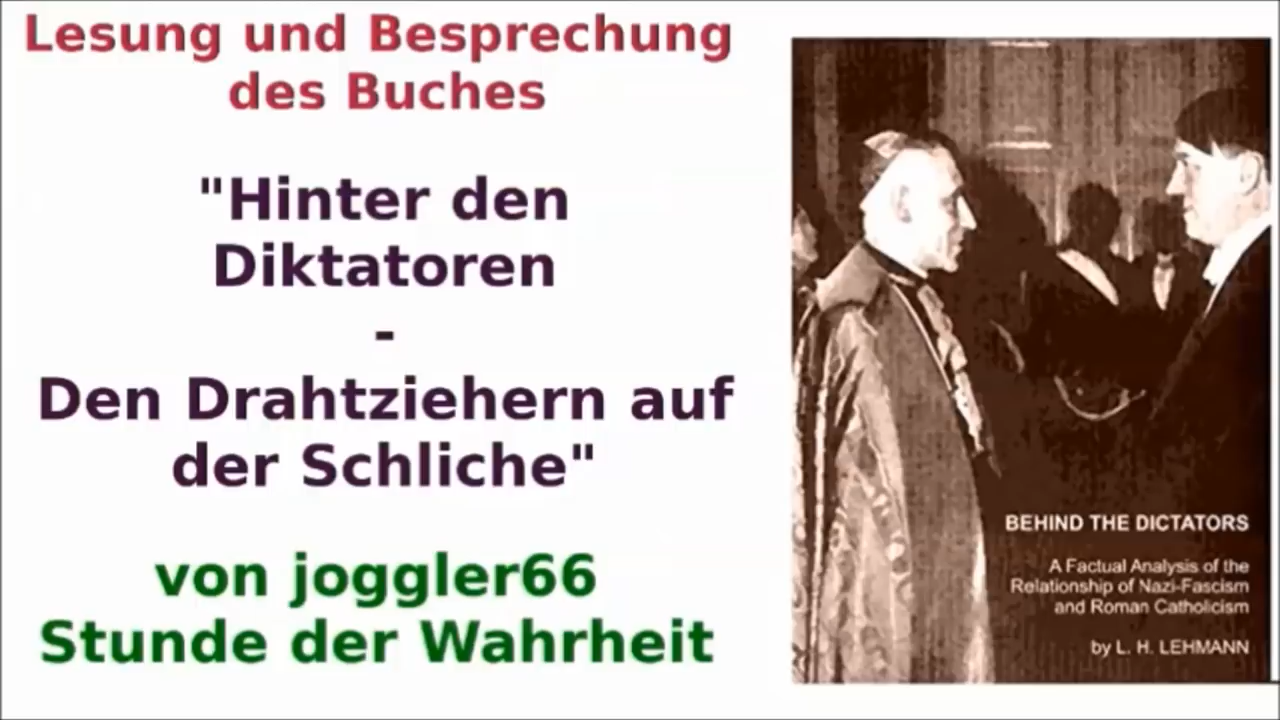 Lesung und Besprechung
des Buches
"Hinter den
Diktatoren
-
Den Drahtziehern auf
der Schliche"
von joggler66
Stunde der Wahrheit
BEHIND THE DICTATORS
A Factual Analysis of the
Relationship of Nazi-Fascism
and Roman Catholicism
by L. H. LEHMANN